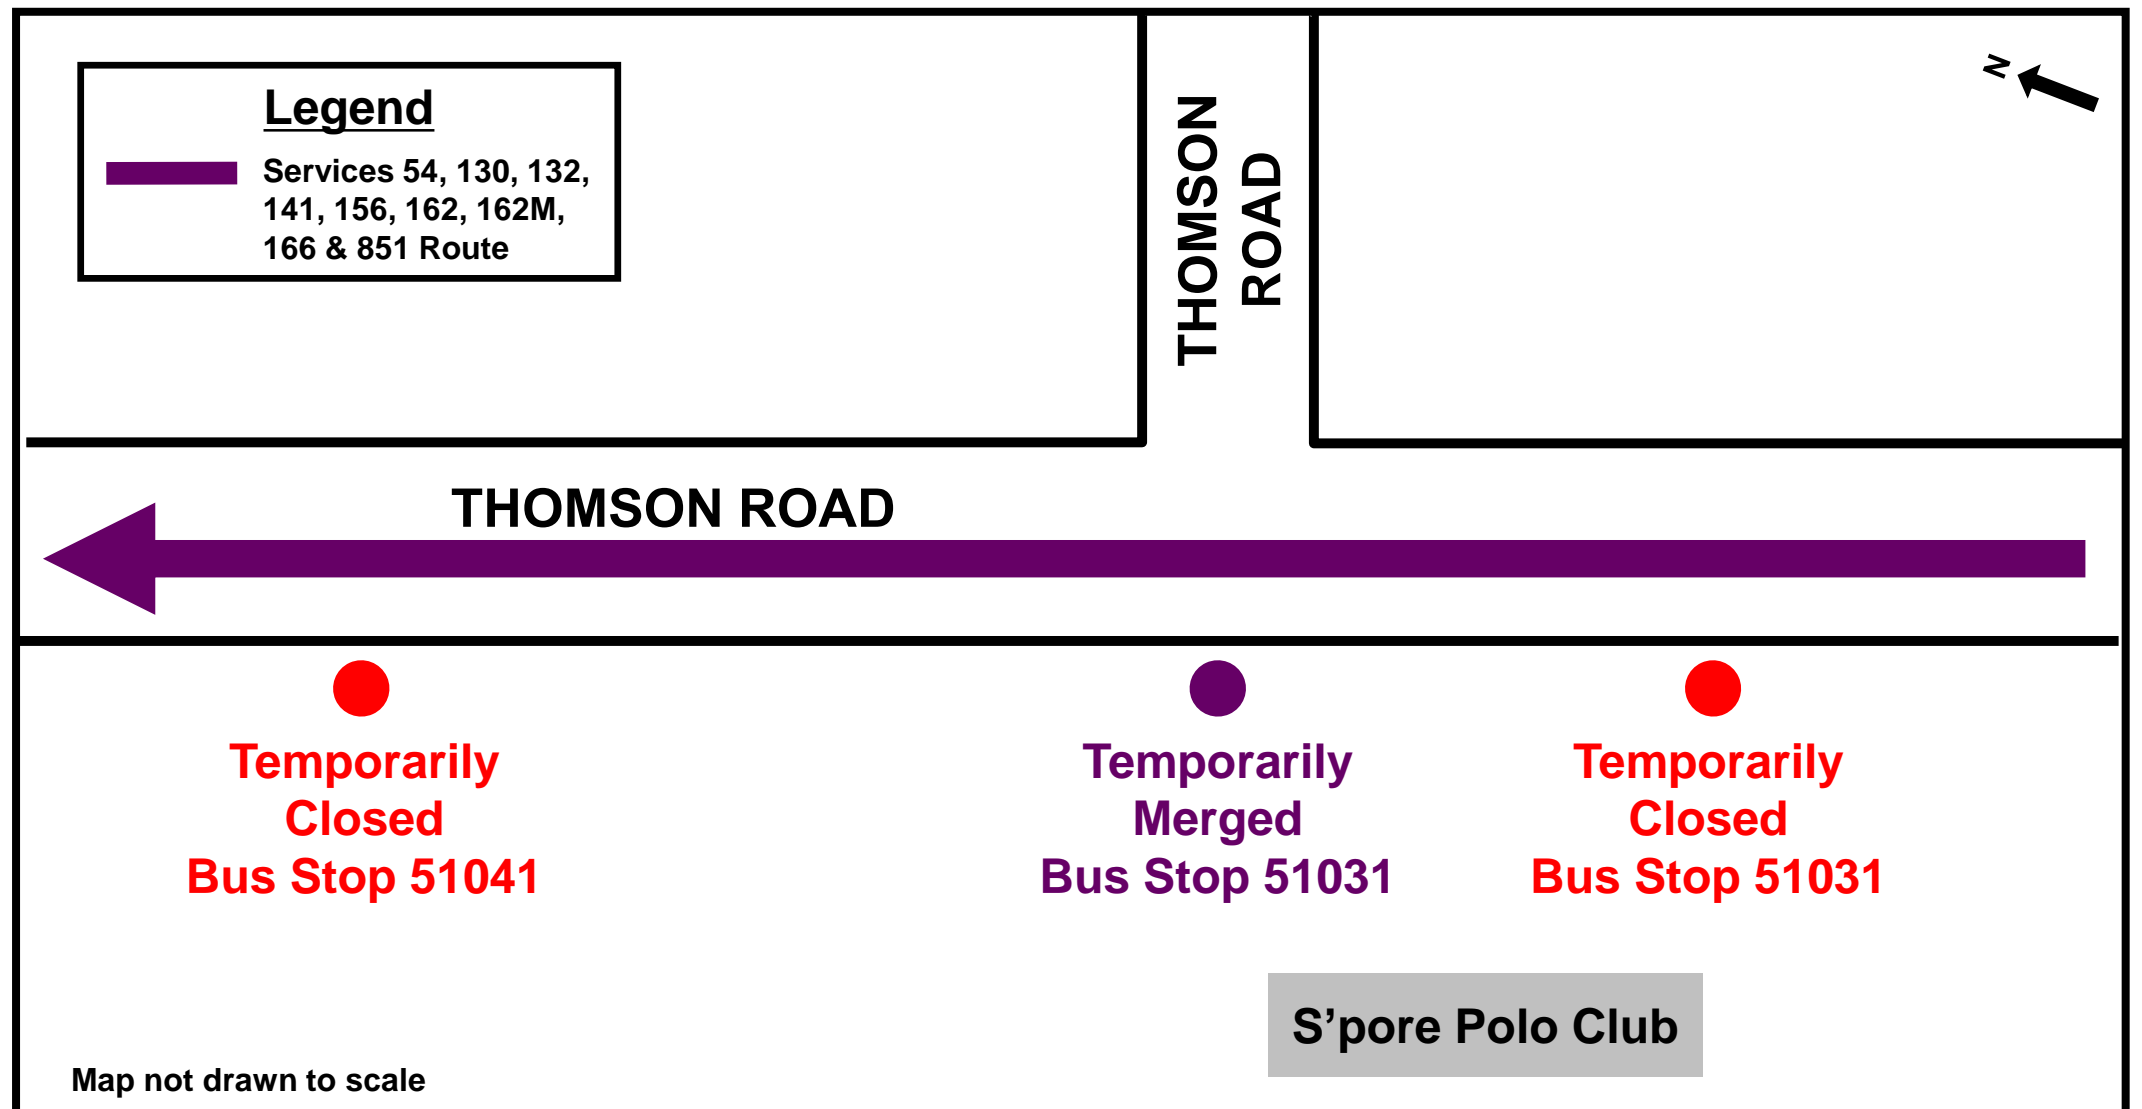 Legend
Services 54, 130, 132,
141, 156, 162, 162M,
166 & 851 Route
THOMSON
ROAD
N
THOMSON ROAD
Temporarily
Closed
Bus Stop 51041
Temporarily
Merged
Bus Stop 51031
Temporarily
Closed
Bus Stop 51031
S’pore Polo Club
Map not drawn to scale